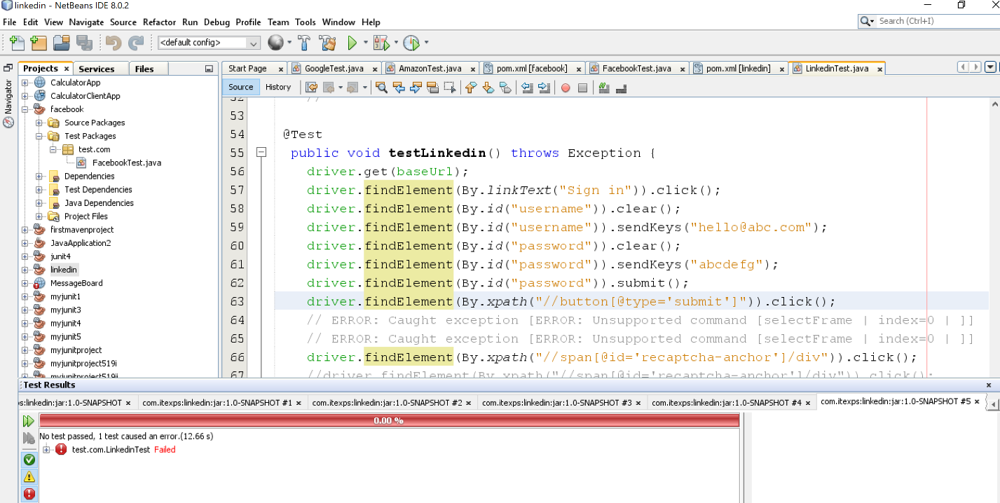 linkedin - NetBeans IDE 8.0.2
File Edit View Navigate Source Refactor Run Debug Profile Team Tools Window Help
Search (Ctrl+I)
<default config>
Projects x Services Files
Start Page x GoogleTest.java x AmazonTest.java x pom.xml [facebook] x FacebookTest.java x pom.xml [linkedin] x LinkedinTest.java x
Navigator
Source History
CalculatorApp
CalculatorClientApp
facebook
Source Packages
Test Packages
test.com
FacebookTest.java
Dependencies
Test Dependencies
Java Dependencies
Project Files
firstmavenproject
JavaApplication2
junit4
linkedin
MessageBoard
myjunit1
myjunit3
myjunit4
myjunit5
myjunitproject
myjunitproject519i
myjunitproject519ii
52 //
53
54 @Test
55 public void testLinkedin() throws Exception {
56 driver.get(baseUrl);
57 driver.findElement(By.linkText("Sign in")).click();
58 driver.findElement(By.id("username")).clear();
59 driver.findElement(By.id("username")).sendKeys("hello@abc.com");
60 driver.findElement(By.id("password")).clear();
61 driver.findElement(By.id("password")).sendKeys("abcdefg");
62 driver.findElement(By.id("password")).submit();
63 driver.findElement(By.xpath("//button[@type='submit']")).click();
64 // ERROR: Caught exception [ERROR: Unsupported command [selectFrame | index=0 | ]]
65 // ERROR: Caught exception [ERROR: Unsupported command [selectFrame | index=0 | ]]
66 driver.findElement(By.xpath("//span[@id='recaptcha-anchor']/div")).click();
67 //driver.findElement(By.xpath("//span[@id='recaptcha-anchor']/div")).click();
Test Results x
ps:linkedin:jar:1.0-SNAPSHOT x com.itexps:linkedin:jar:1.0-SNAPSHOT #1 x com.itexps:linkedin:jar:1.0-SNAPSHOT #2 x com.itexps:linkedin:jar:1.0-SNAPSHOT #3 x com.itexps:linkedin:jar:1.0-SNAPSHOT #4 x com.itexps:linkedin:jar:1.0-SNAPSHOT #5 x
0.00 %
No test passed, 1 test caused an error.(12.66 s)
test.com.LinkedinTest Failed